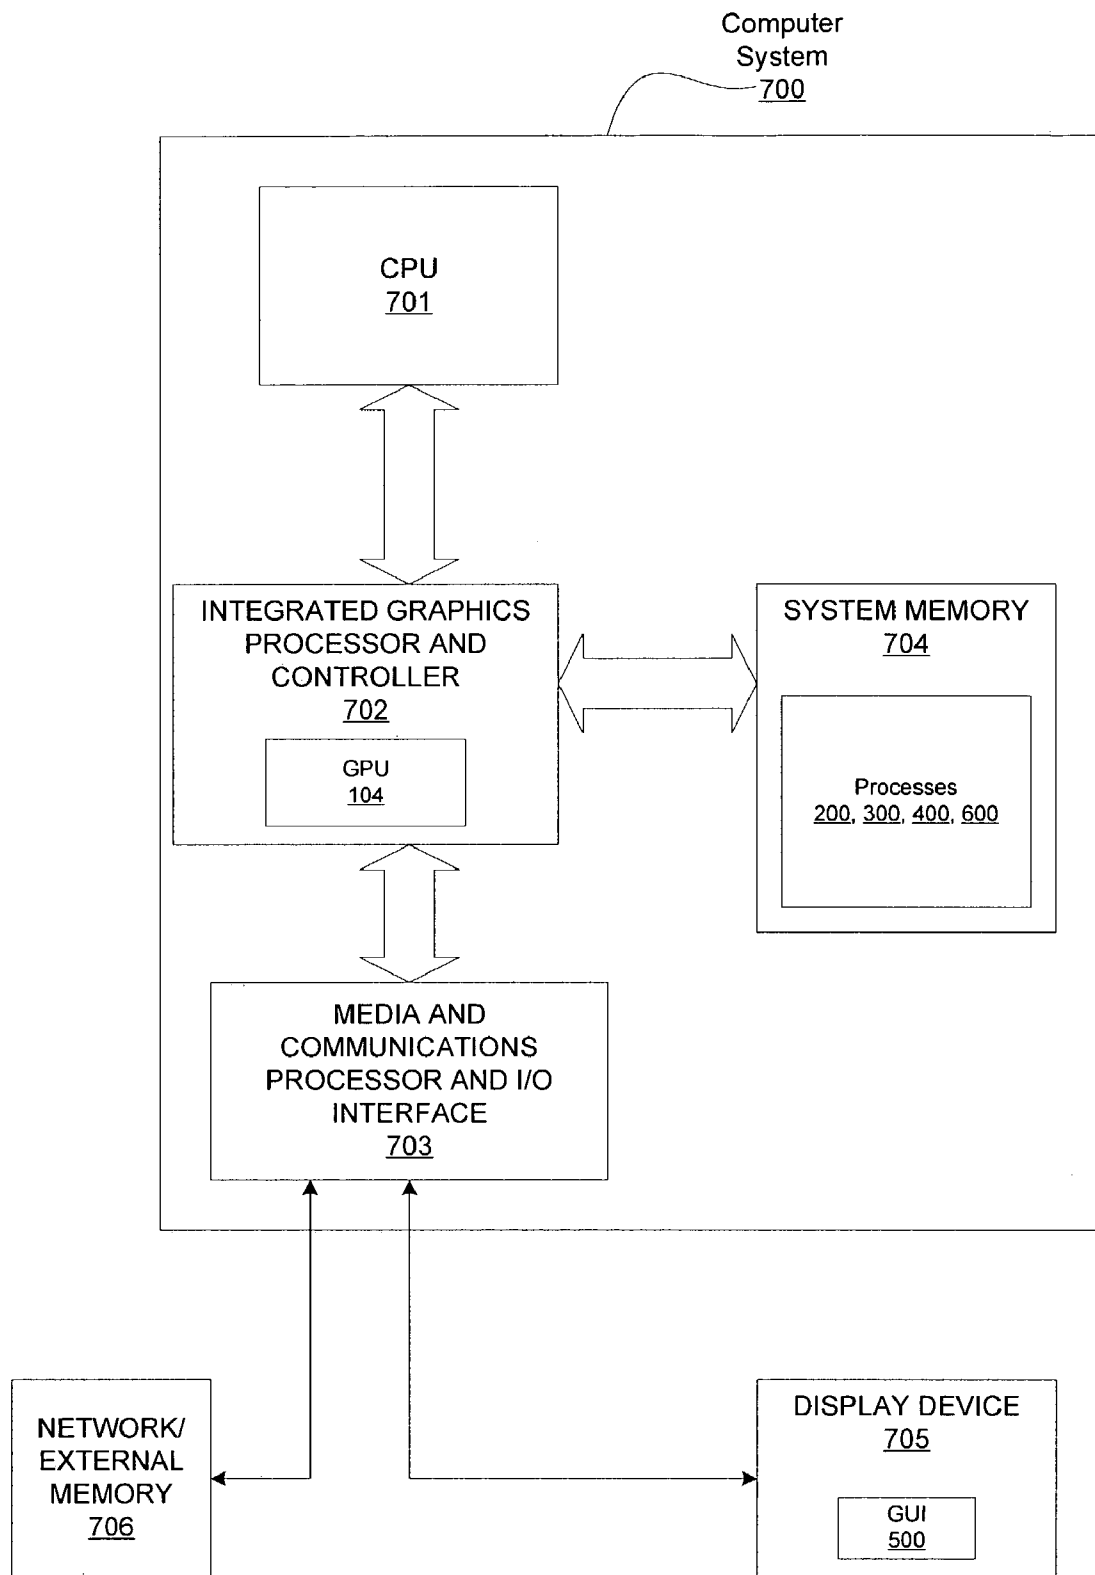 Computer
System
700
CPU
701
INTEGRATED GRAPHICS
PROCESSOR AND
CONTROLLER
702
GPU
104
SYSTEM MEMORY
704
Processes
200, 300, 400, 600
MEDIA AND
COMMUNICATIONS
PROCESSOR AND I/O
INTERFACE
703
NETWORK/
EXTERNAL
MEMORY
706
DISPLAY DEVICE
705
GUI
500